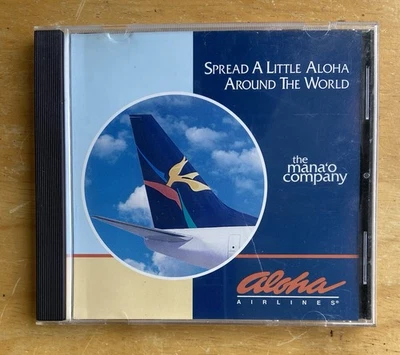 SPREAD A LITTLE ALOHA
AROUND THE WORLD
the
mana'o
company
aloha
AIRLINES®